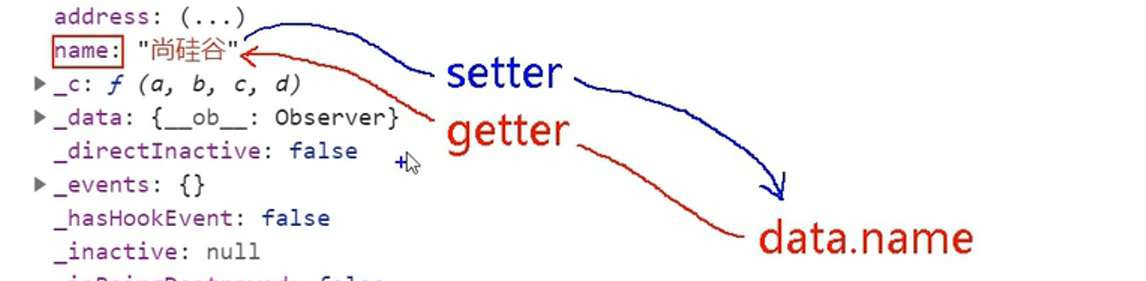 address: (...)
name: "尚硅谷"
setter
▶ _c: ƒ (a, b, c, d)
▶ _data: {__ob__: Observer}
getter
_directInactive: false
▶ _events: {}
_hasHookEvent: false
data.name
_inactive: null